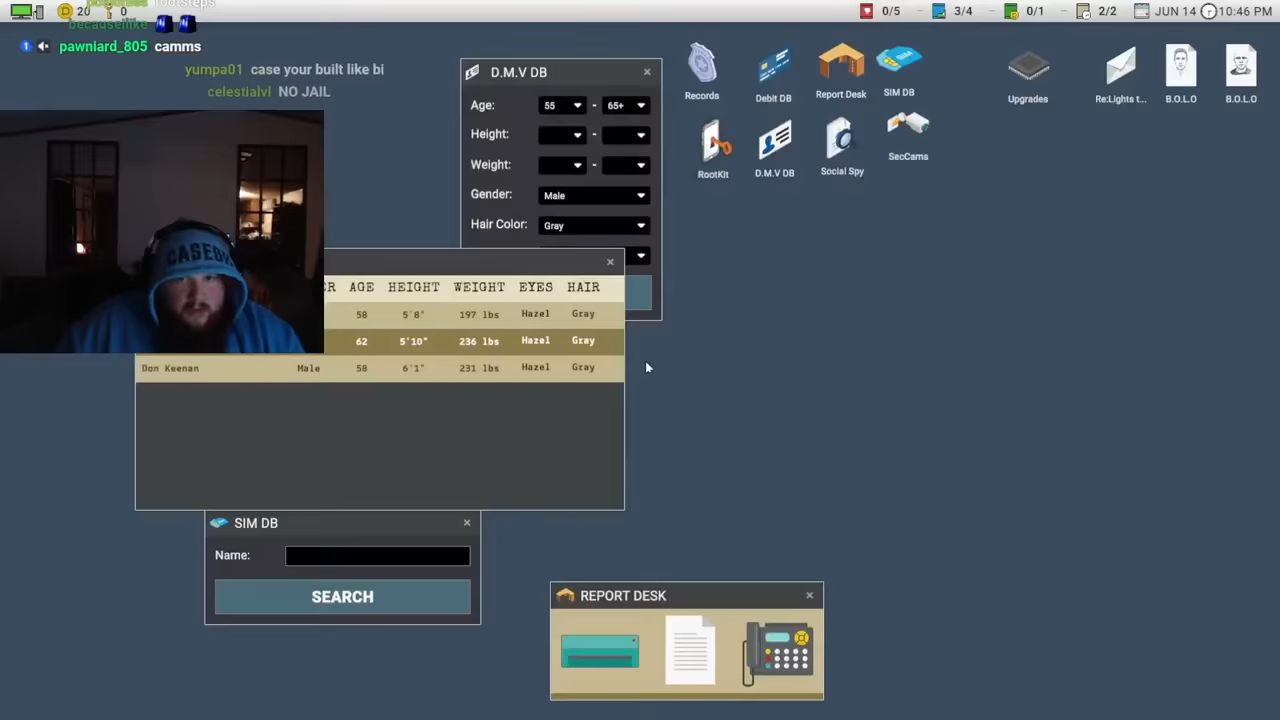 20
0
0/5
3/4
0/1
2/2
JUN 14
10:46 PM
footsteps
becauselike
pawniard_805 camms
yumpa01 case your built like bi
celestialvl NO JAIL
CASEOH
D.M.V DB
Age: 55 - 65+
Height: -
Weight: -
Gender: Male
Hair Color: Gray
Records
Debit DB
Report Desk
SIM DB
RootKit
D.M.V DB
Social Spy
SecCams
Upgrades
Re:Lights t...
B.O.L.O
B.O.L.O
ER AGE HEIGHT WEIGHT EYES HAIR
58 5'8" 197 lbs Hazel Gray
62 5'10" 236 lbs Hazel Gray
Don Keenan Male 58 6'1" 231 lbs Hazel Gray
SIM DB
Name:
SEARCH
REPORT DESK